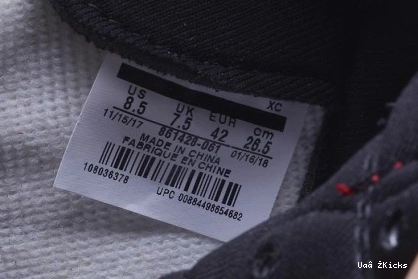 XC
US UK EUR cm
8.5 7.5 42 26.5
11/15/17 861428-061 01/16/18
MADE IN CHINA
FABRIQUE EN CHINE
108036378
UPC 00884498654682
Uaâ ŽKicks